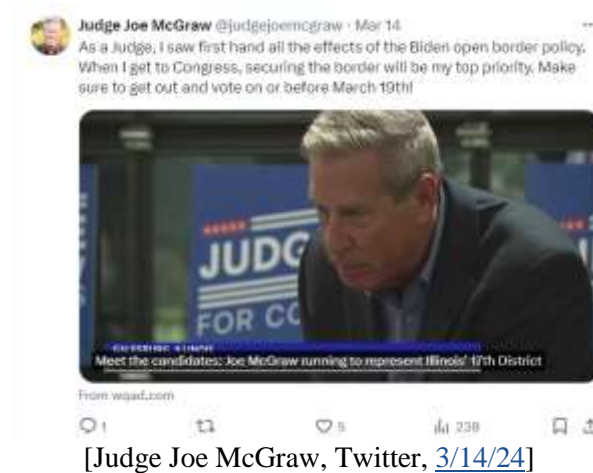 Judge Joe McGraw @judgejoemcgraw · Mar 14
As a Judge, I saw first hand all the effects of the Biden open border policy.
When I get to Congress, securing the border will be my top priority. Make
sure to get out and vote on or before March 19th!
JUDG
FOR CO
Meet the candidates: Joe McGraw running to represent Illinois' 17th District
From wqad.com
1
5
238
[Judge Joe McGraw, Twitter, 3/14/24]